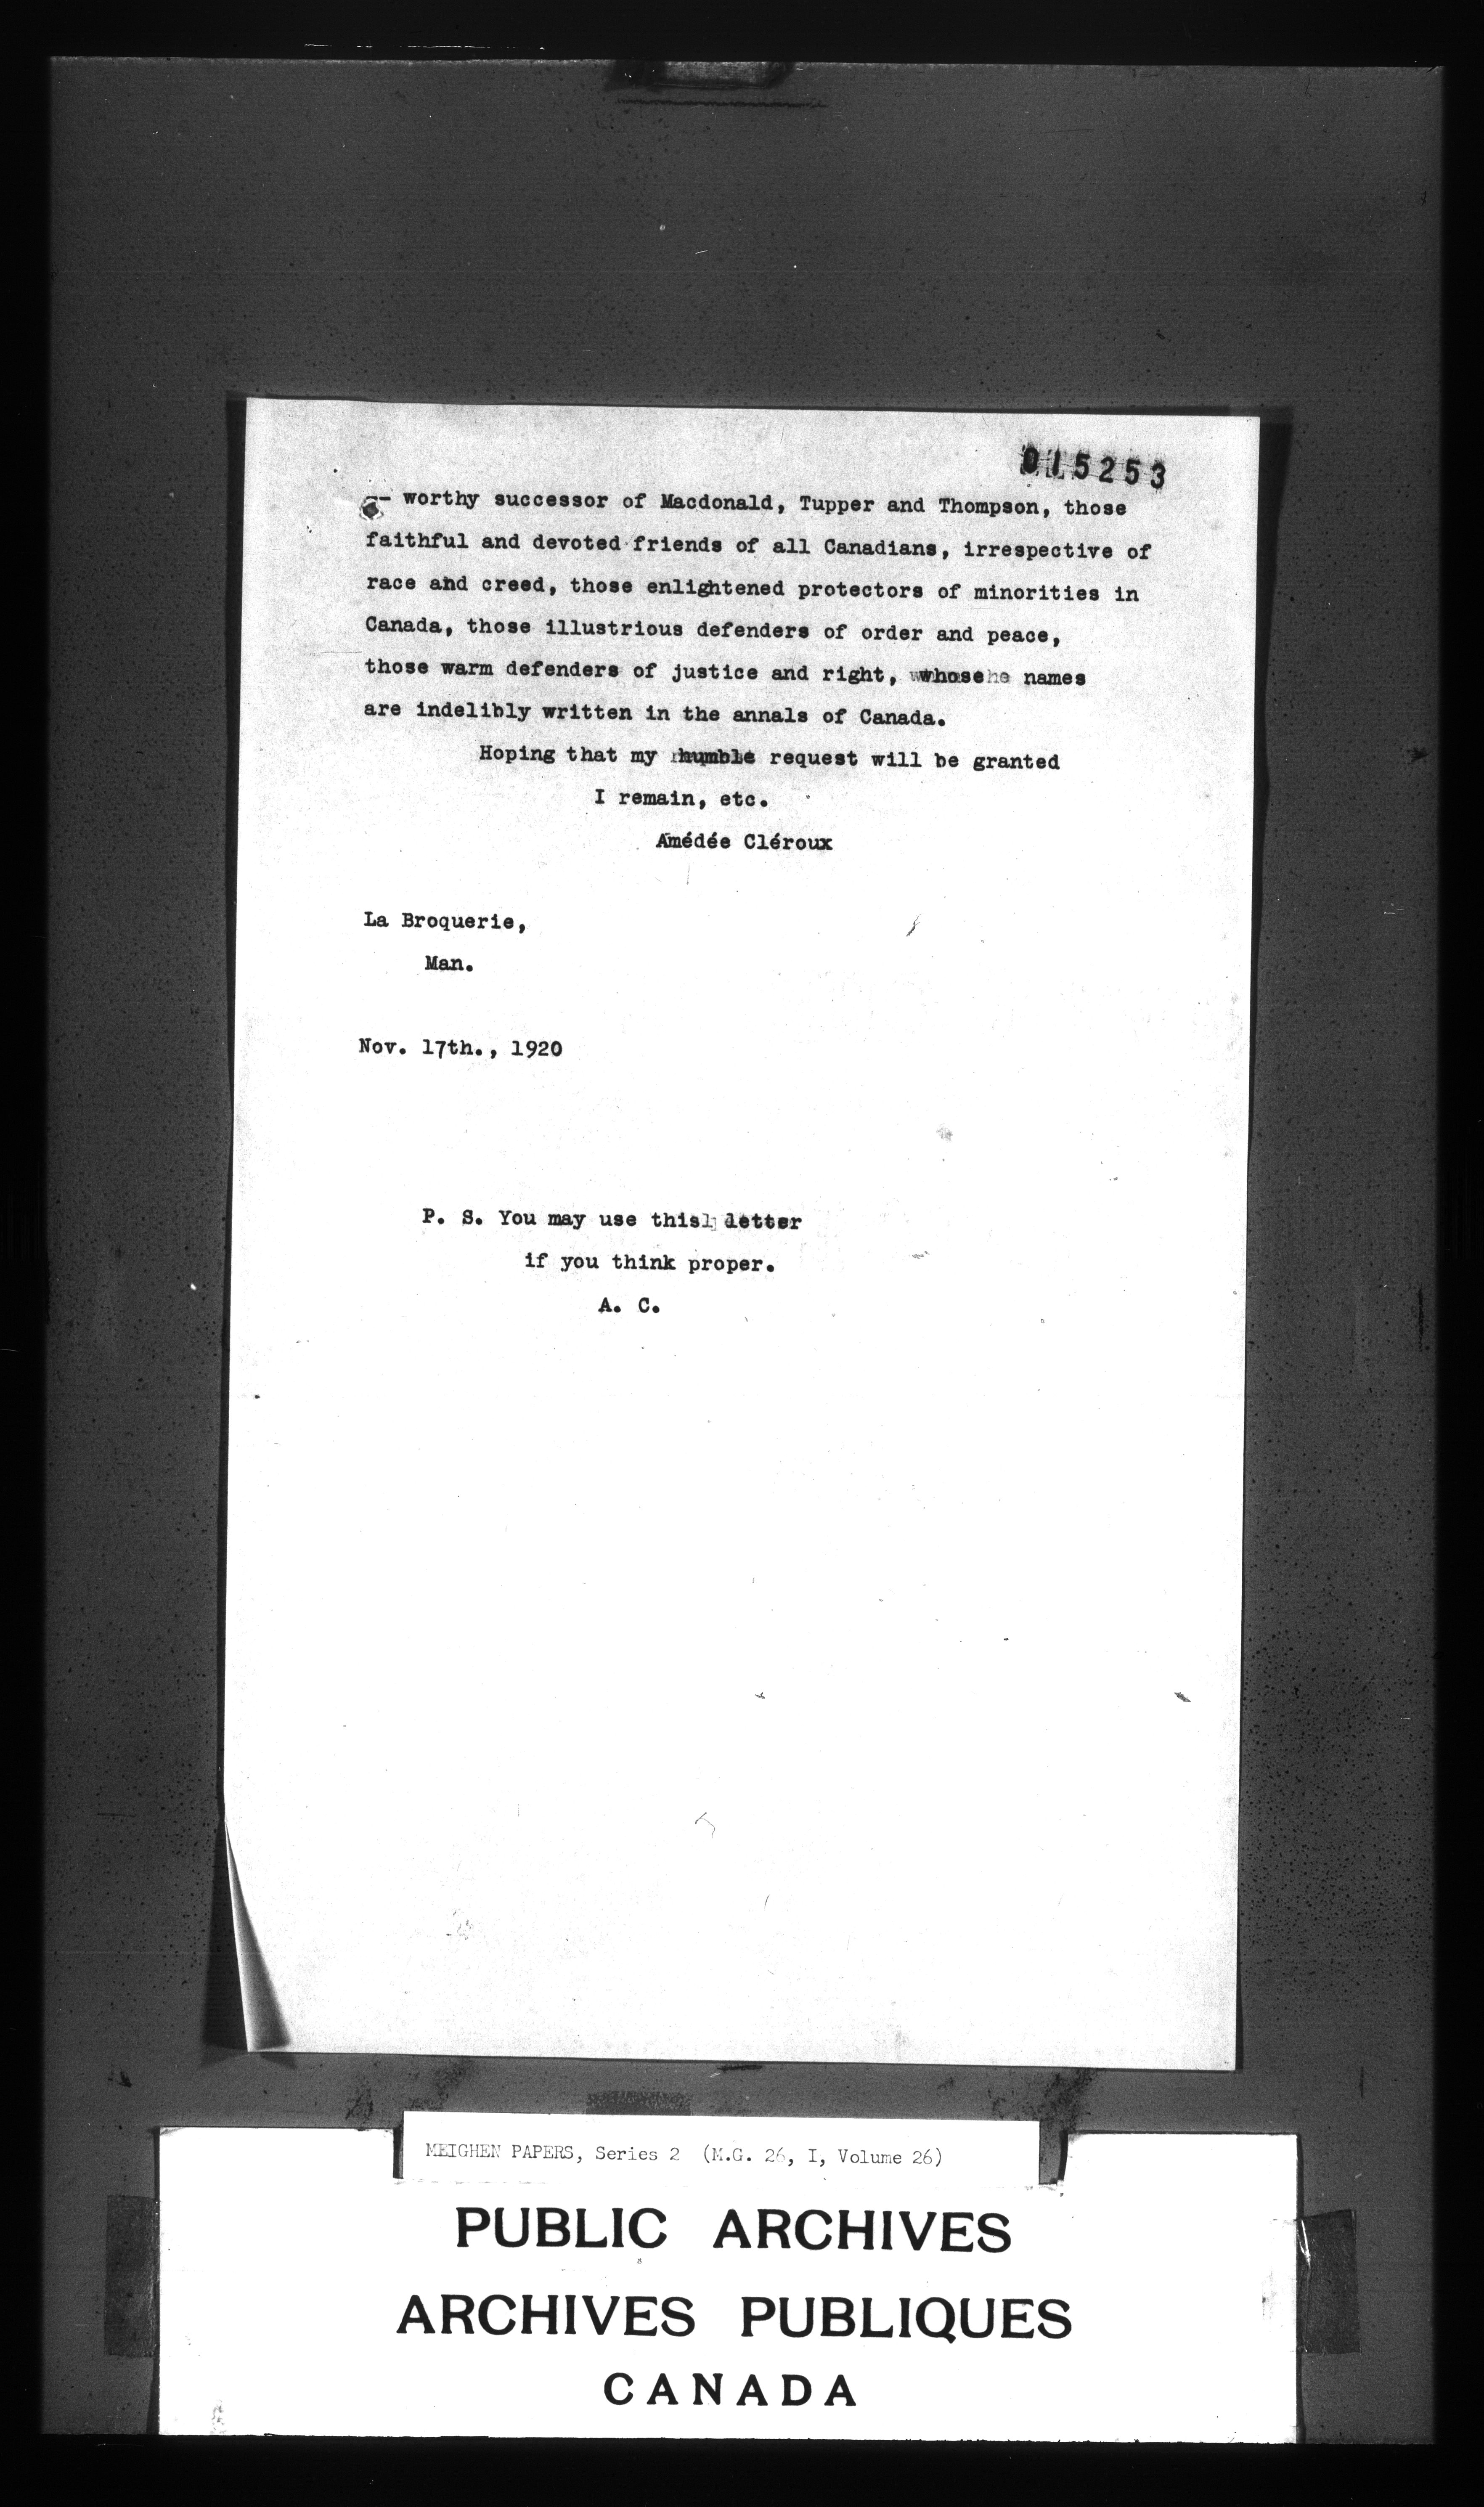 015253
- worthy successor of Macdonald, Tupper and Thompson, those
faithful and devoted friends of all Canadians, irrespective of
race and creed, those enlightened protectors of minorities in
Canada, those illustrious defenders of order and peace,
those warm defenders of justice and right, whose names
are indelibly written in the annals of Canada.
Hoping that my humble request will be granted
I remain, etc.
Amédée Cléroux
La Broquerie,
Man.
Nov. 17th., 1920
P. S. You may use this letter
if you think proper.
A. C.
MEIGHEN PAPERS, Series 2 (M.G. 26, I, Volume 26)
PUBLIC ARCHIVES
ARCHIVES PUBLIQUES
CANADA